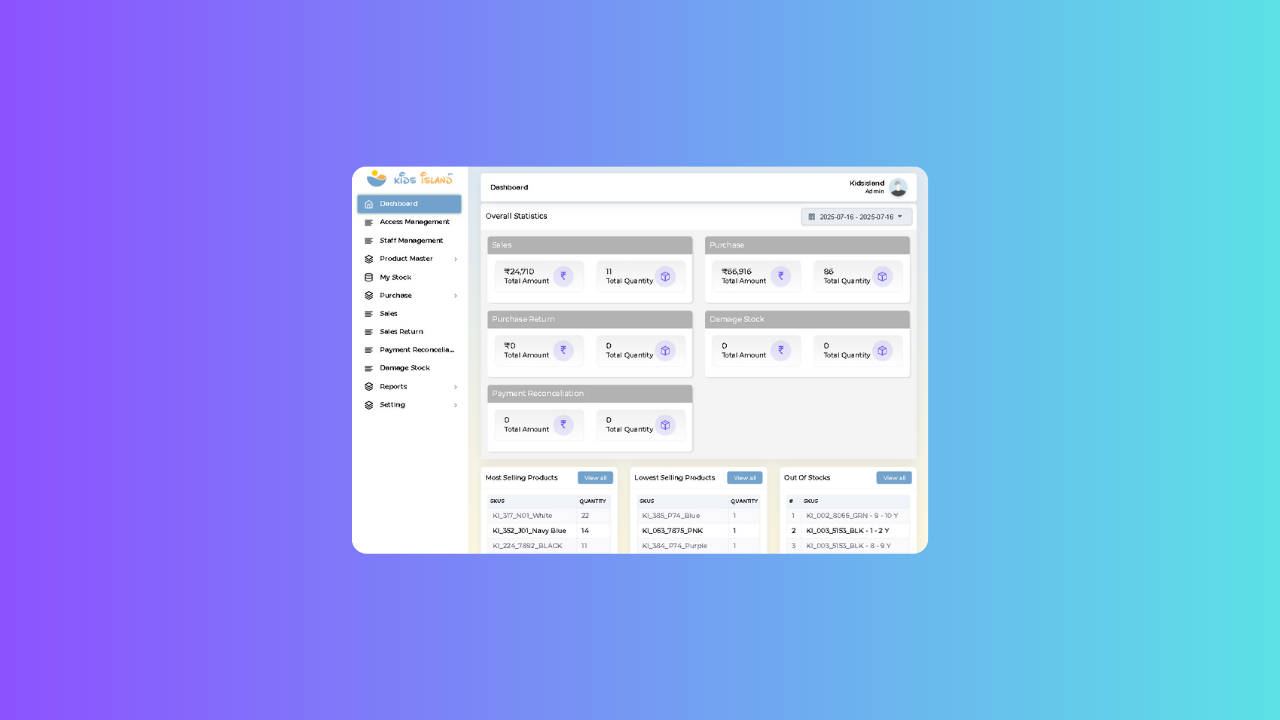 KIDS ISLAND
Dashboard
Access Management
Staff Management
Product Master
My Stock
Purchase
Sales
Sales Return
Payment Reconcilia...
Damage Stock
Reports
Setting
Dashboard
Kidsisland
Admin
Overall Statistics
2025-07-16 - 2025-07-16
Sales
₹24,710
Total Amount
11
Total Quantity
Purchase
₹66,916
Total Amount
86
Total Quantity
Purchase Return
₹0
Total Amount
0
Total Quantity
Damage Stock
0
Total Amount
0
Total Quantity
Payment Reconcaliation
0
Total Amount
0
Total Quantity
Most Selling Products
View all
SKUS QUANTITY
KI_317_N01_White 22
KI_352_J01_Navy Blue 14
KI_224_7892_BLACK 11
Lowest Selling Products
View all
SKUS QUANTITY
KI_385_P74_Blue 1
KI_063_7875_PNK 1
KI_384_P74_Purple 1
Out Of Stocks
View all
# SKUS
1 KI_002_8066_GRN - 9 - 10 Y
2 KI_003_5153_BLK - 1 - 2 Y
3 KI_003_5153_BLK - 8 - 9 Y